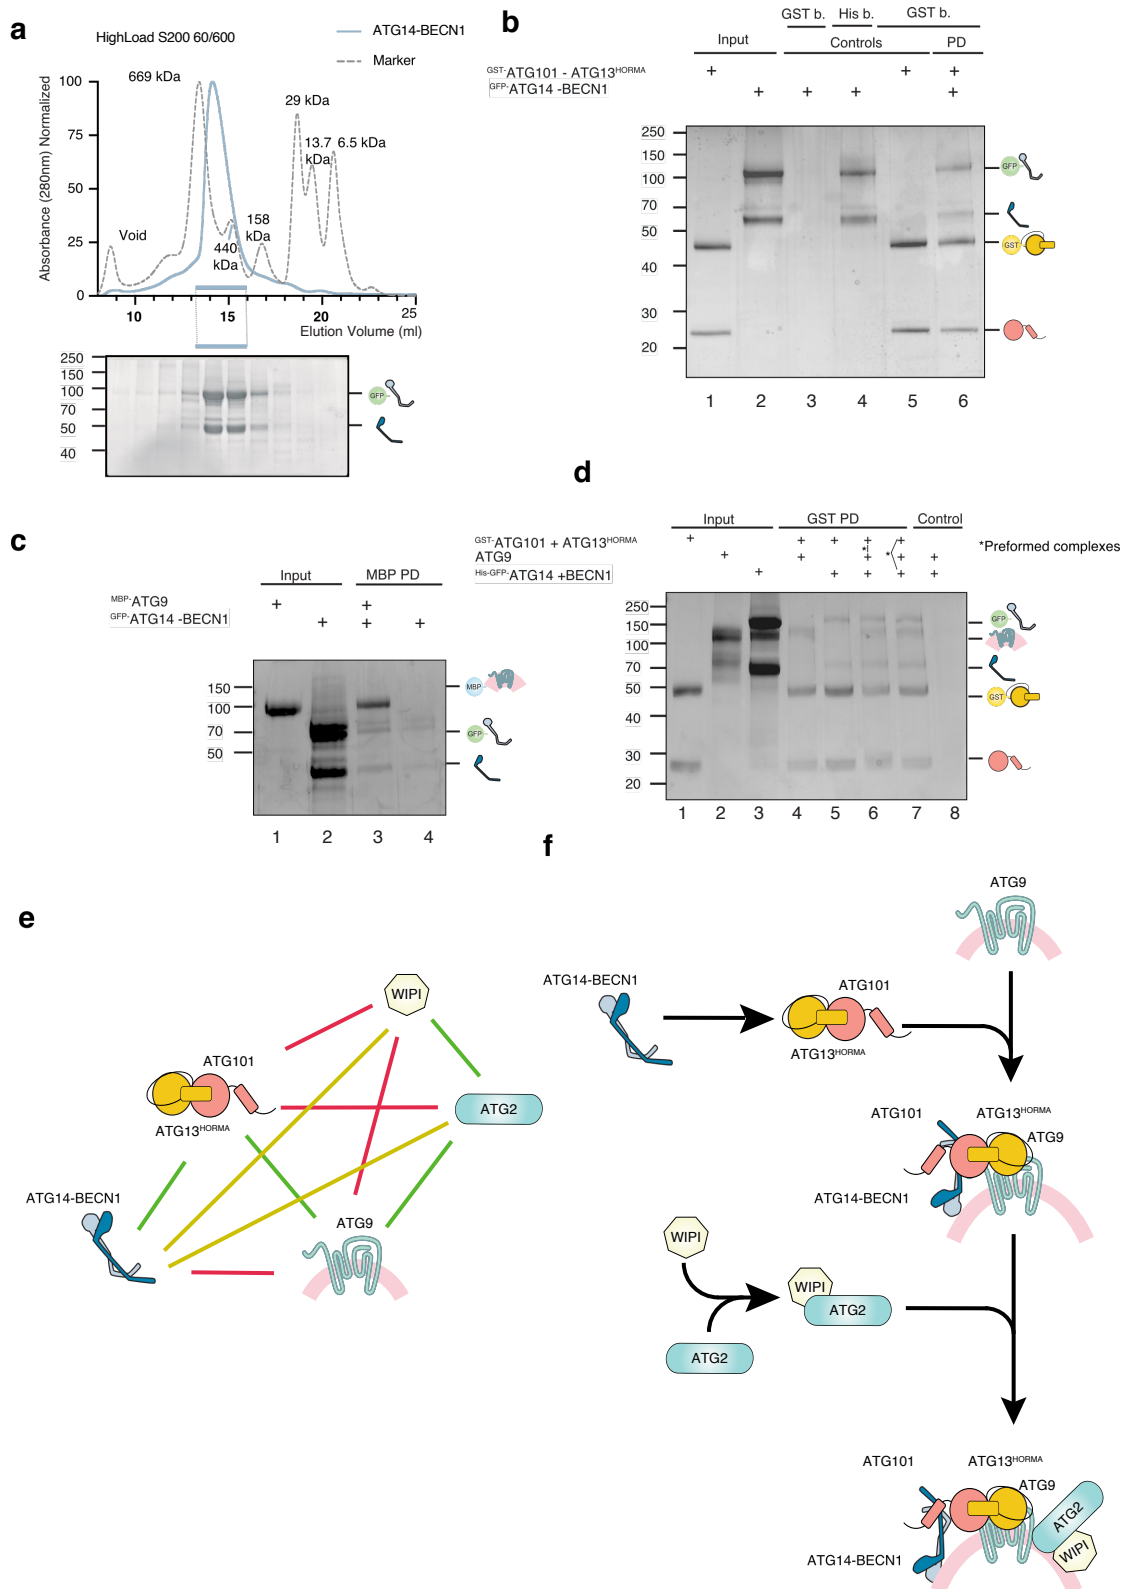 a
HighLoad S200 60/600
ATG14-BECN1
Marker
Absorbance (280nm) Normalized
100
75
50
25
0
669 kDa
29 kDa
13.7 kDa
6.5 kDa
Void
440 kDa
158 kDa
10
15
20
25
Elution Volume (ml)
250
150
100
70
50
40
GFP
b
GST b.
His b.
GST b.
Input
Controls
PD
GST-ATG101 - ATG13HORMA
+ + +
GFP-ATG14 -BECN1
+ + + +
250
150
100
70
50
40
30
20
GFP
GST
1 2 3 4 5 6
c
Input
MBP PD
MBP-ATG9
+ +
GFP-ATG14 -BECN1
+ + +
150
100
70
50
MBP
GFP
1 2 3 4
d
Input
GST PD
Control
GST-ATG101 + ATG13HORMA
+ + + + +
*Preformed complexes
* *
ATG9
+ + + + +
His-GFP-ATG14 +BECN1
+ + + + +
250
150
100
70
50
40
30
20
GFP
GST
1 2 3 4 5 6 7 8
e
WIPI
ATG101
ATG13HORMA
ATG2
ATG14-BECN1
ATG9
f
ATG9
ATG14-BECN1
ATG101
ATG13HORMA
ATG101
ATG13HORMA
ATG9
ATG14-BECN1
WIPI
WIPI
ATG2
ATG2
ATG101
ATG13HORMA
ATG9
ATG2
WIPI
ATG14-BECN1